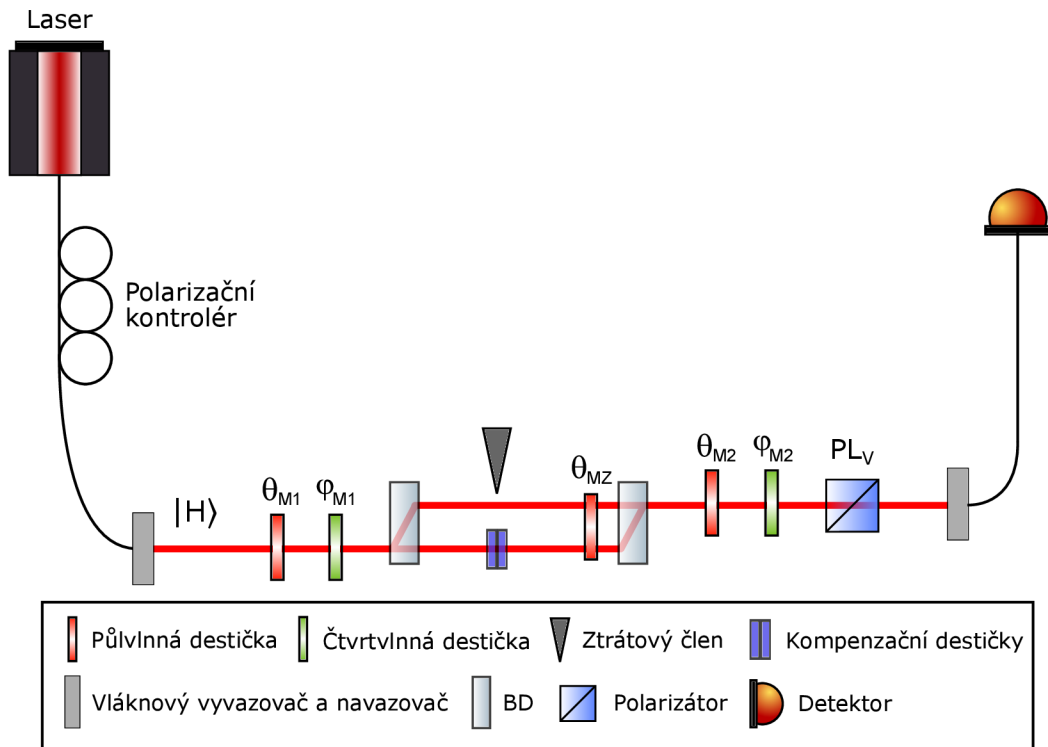 Laser
Polarizační
kontrolér
|H⟩
θM1
φM1
θMZ
θM2
φM2
PLV
Půlvlnná destička
Čtvrtvlnná destička
Ztrátový člen
Kompenzační destičky
Vláknový vyvazovač a navazovač
BD
Polarizátor
Detektor